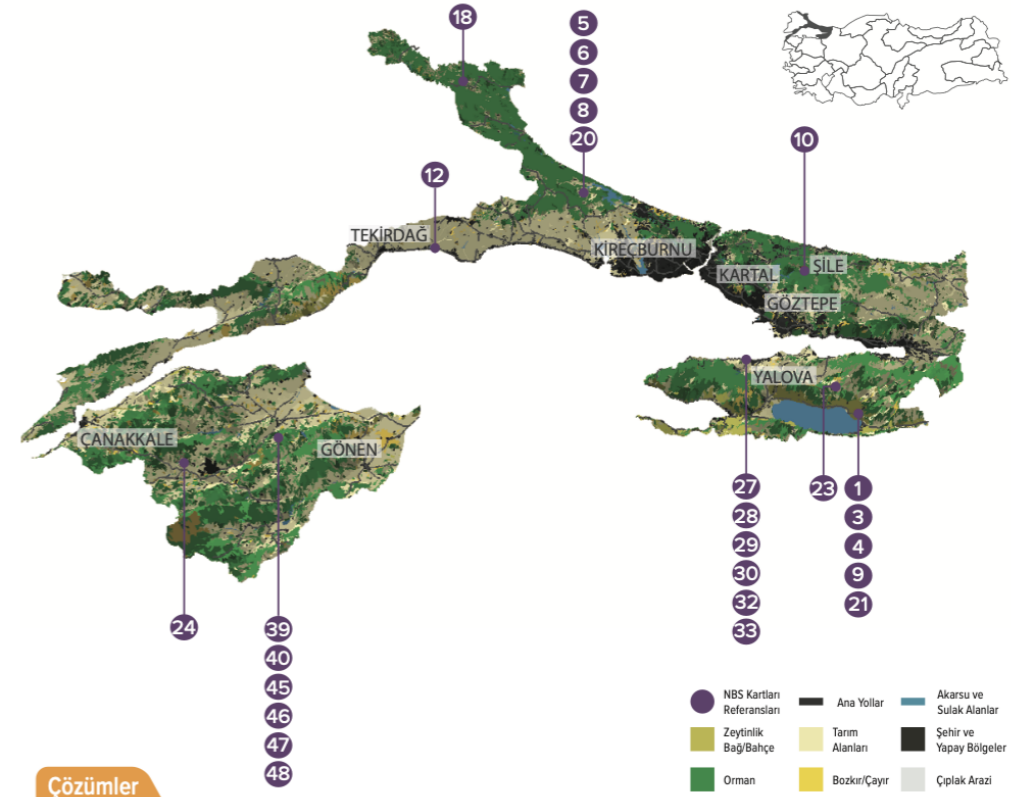 18
5
6
7
8
20
10
12
TEKİRDAĞ
KİREÇBURNU
KARTAL
ŞİLE
GÖZTEPE
YALOVA
ÇANAKKALE
GÖNEN
27
28
29
30
32
33
23
1
3
4
9
21
24
39
40
45
46
47
48
NBS Kartları
Referansları
Ana Yollar
Akarsu ve
Sulak Alanlar
Zeytinlik
Bağ/Bahçe
Tarım
Alanları
Şehir ve
Yapay Bölgeler
Orman
Bozkır/Çayır
Çıplak Arazi
Çözümler